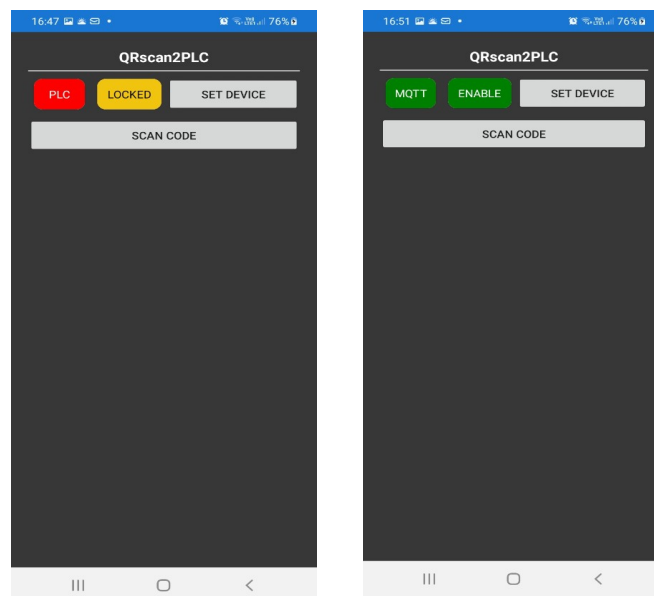 16:47
76%
QRscan2PLC
PLC LOCKED SET DEVICE
SCAN CODE
16:51
76%
QRscan2PLC
MQTT ENABLE SET DEVICE
SCAN CODE